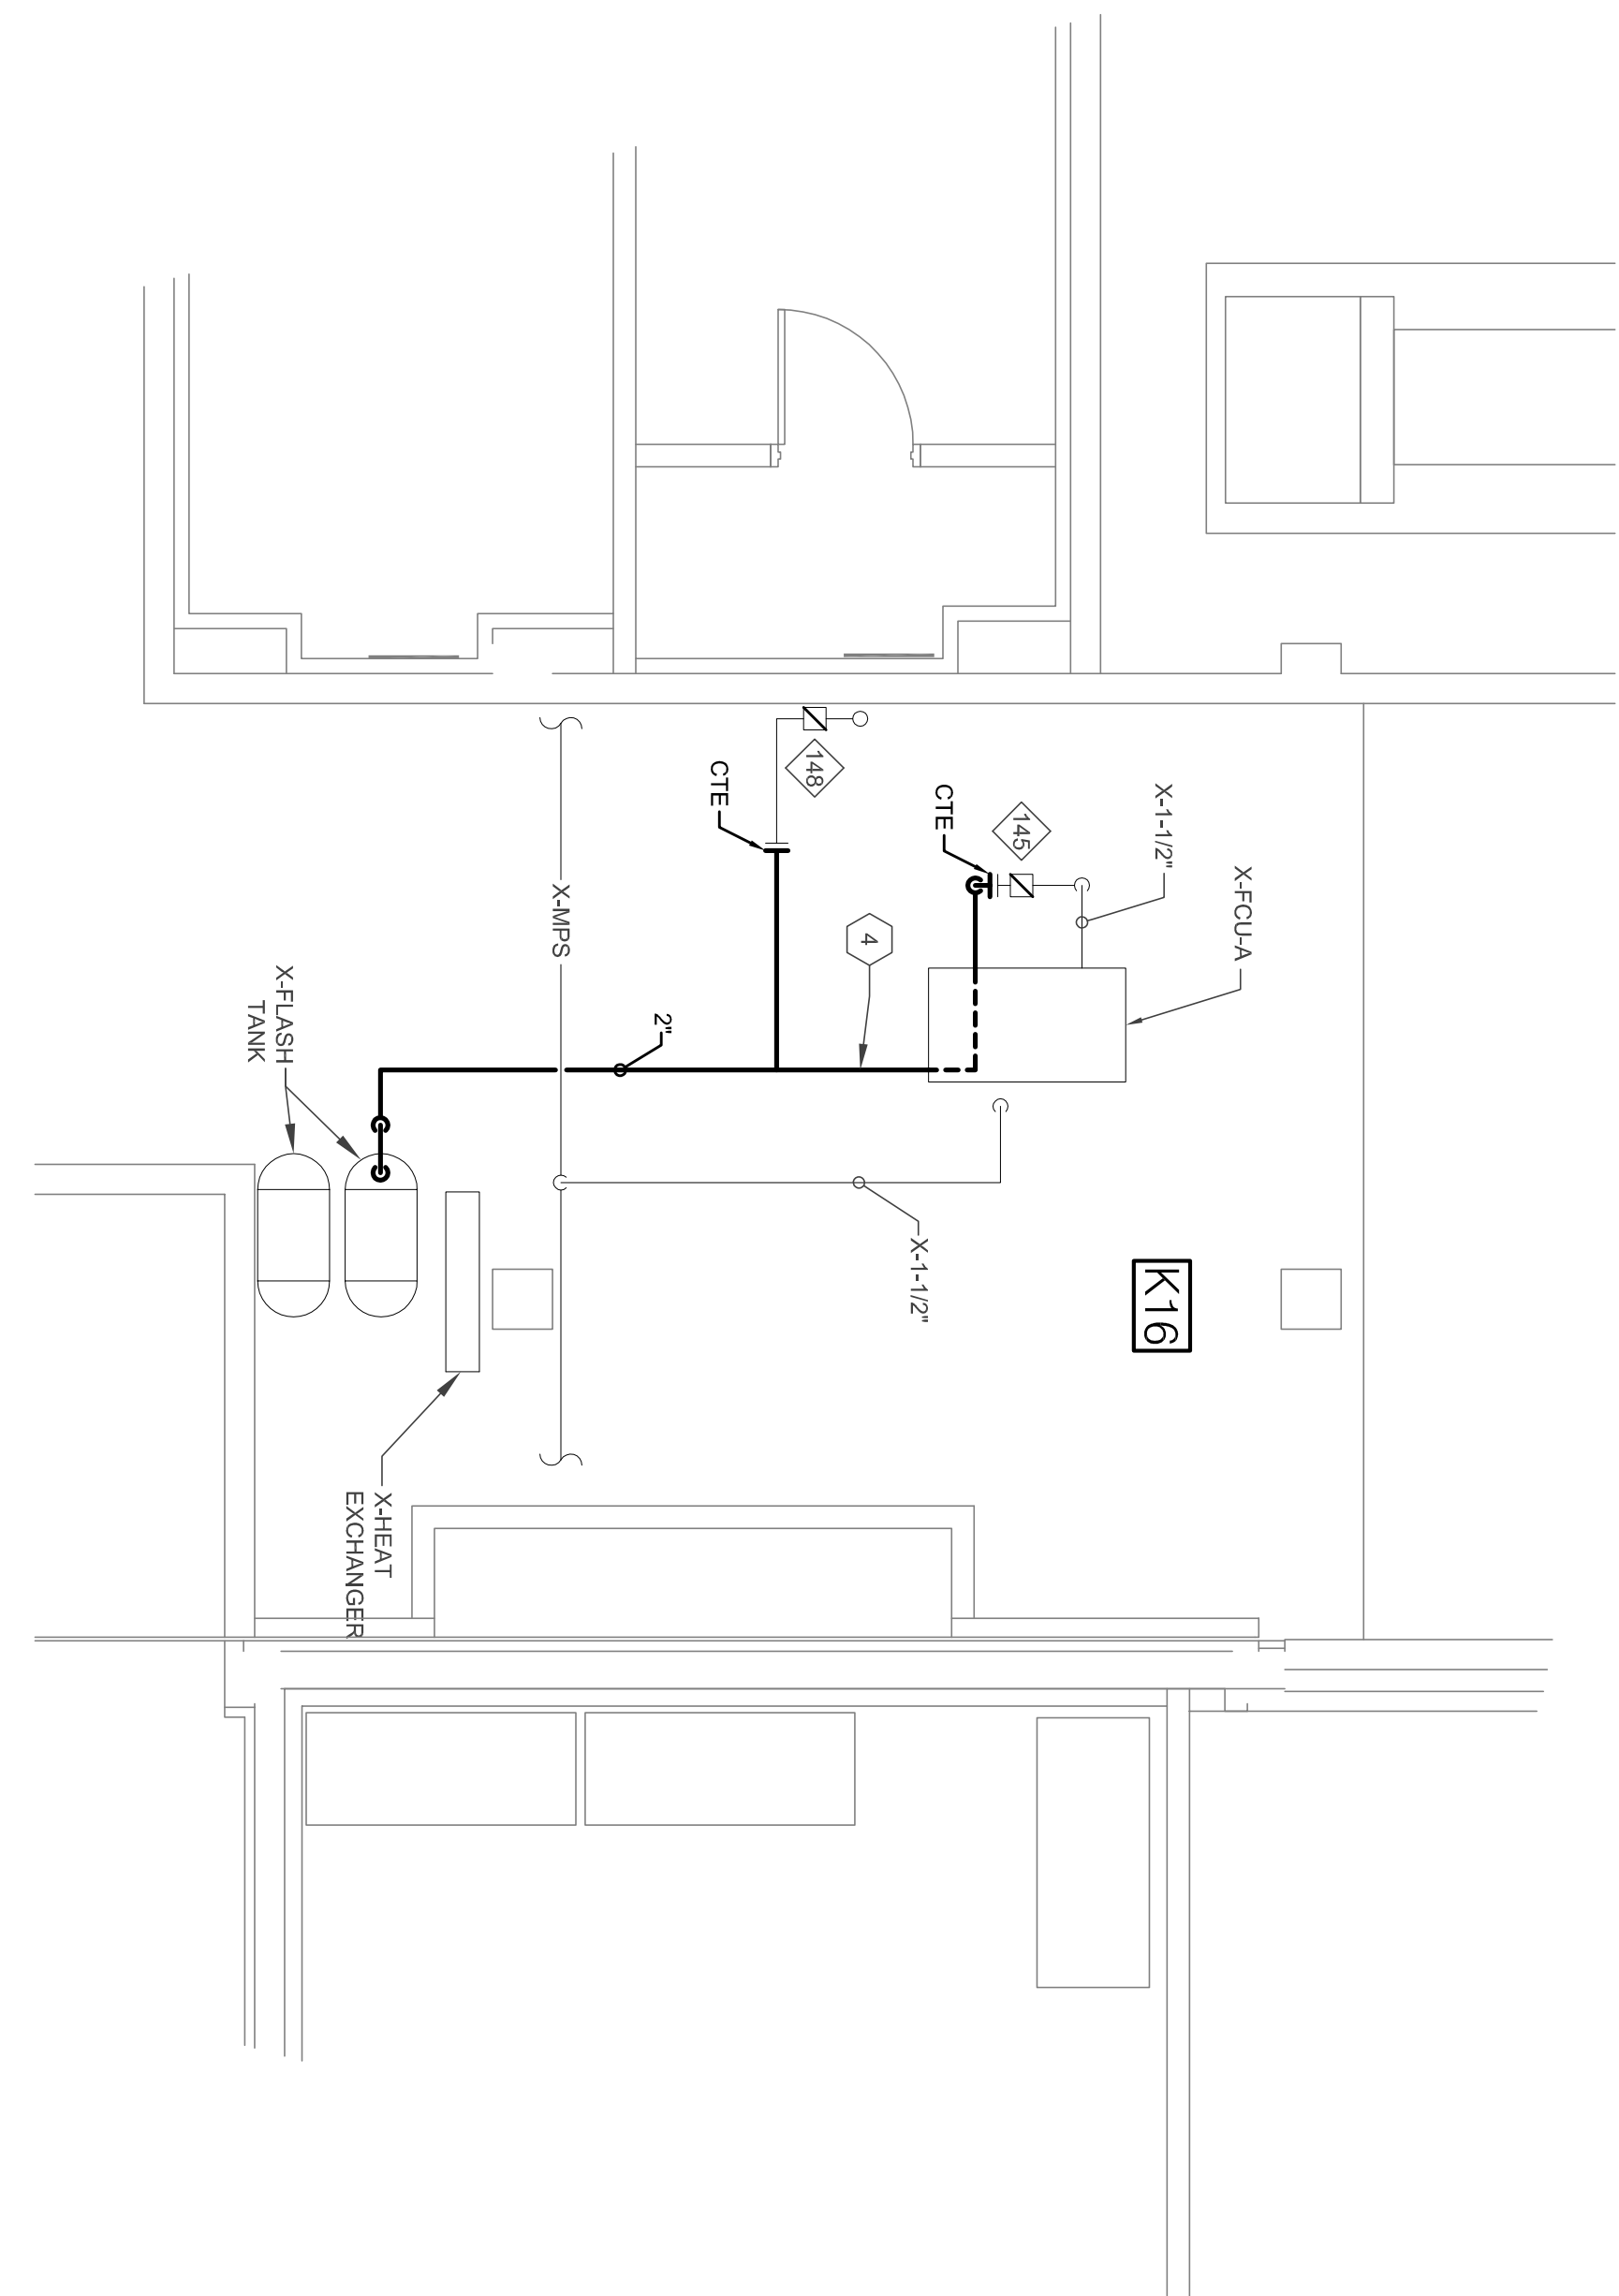 X-FCU-A
X-1-1/2"
K16
145
CTE
X-1-1/2"
4
148
CTE
2"
X-MPS
X-HEAT
EXCHANGER
X-FLASH
TANK